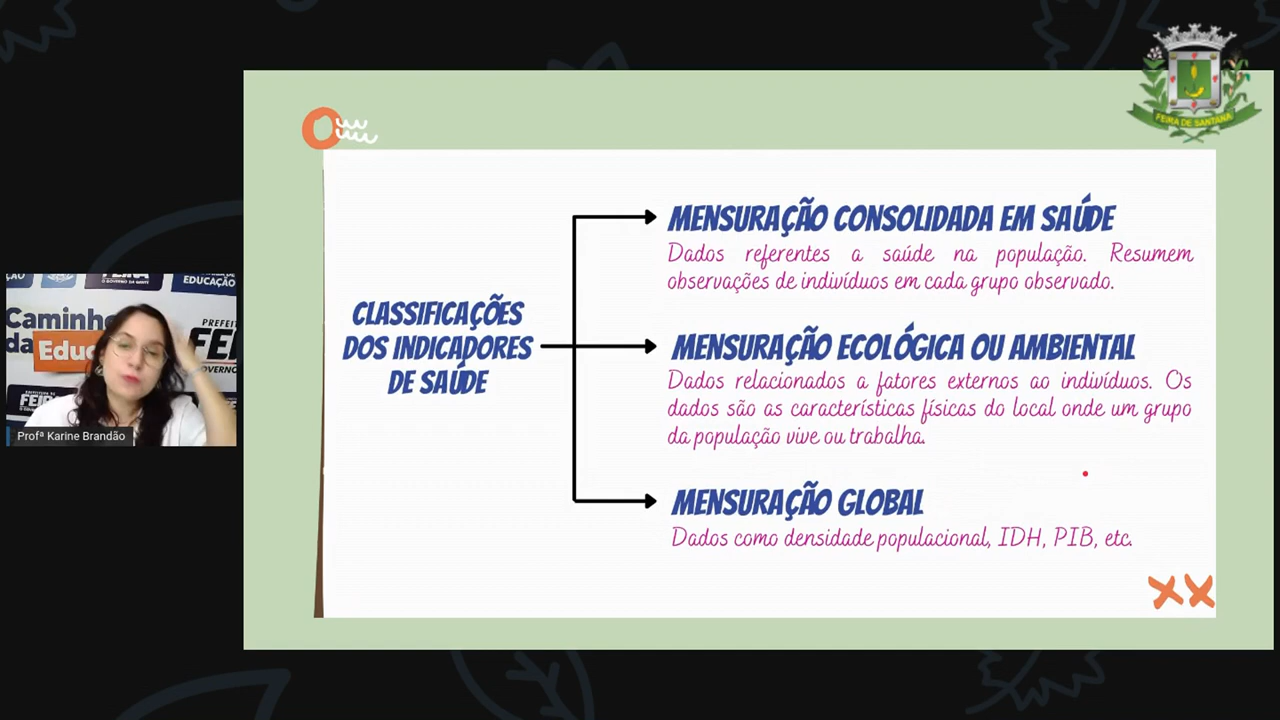 FEIRA DE SANTANA
MENSURAÇÃO CONSOLIDADA EM SAÚDE
Dados referentes a saúde na população. Resumem
observações de indivíduos em cada grupo observado.
CLASSIFICAÇÕES
DOS INDICADORES
DE SAÚDE
MENSURAÇÃO ECOLÓGICA OU AMBIENTAL
Dados relacionados a fatores externos ao indivíduos. Os
dados são as características físicas do local onde um grupo
da população vive ou trabalha.
MENSURAÇÃO GLOBAL
Dados como densidade populacional, IDH, PIB, etc.
EDUCAÇÃO
Caminho
da Educ
PREFEIT
FEI
GOVERNO
Profª Karine Brandão